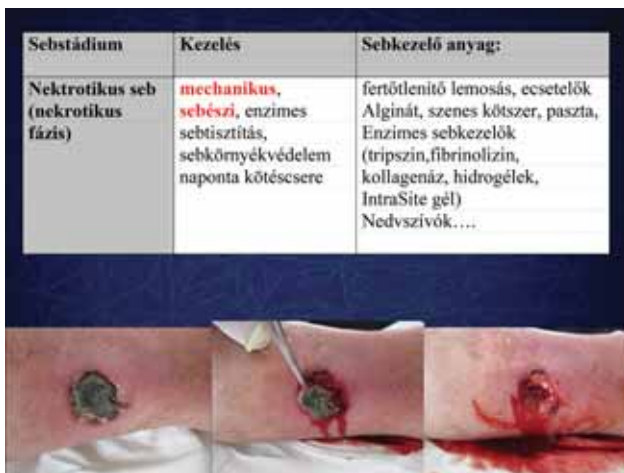 Sebstádium
Kezelés
Sebkezelő anyag:
Nektrotikus seb
(nekrotikus
fázis)
mechanikus,
sebészi, enzimes
sebtisztítás,
sebkörnyékvédelem
naponta kötéscsere
fertőtlenítő lemosás, ecsetelők
Alginát, szenes kötszer, paszta,
Enzimes sebkezelők
(tripszin,fibrinolizin,
kollagenáz, hidrogélek,
IntraSite gél)
Nedvszívók….